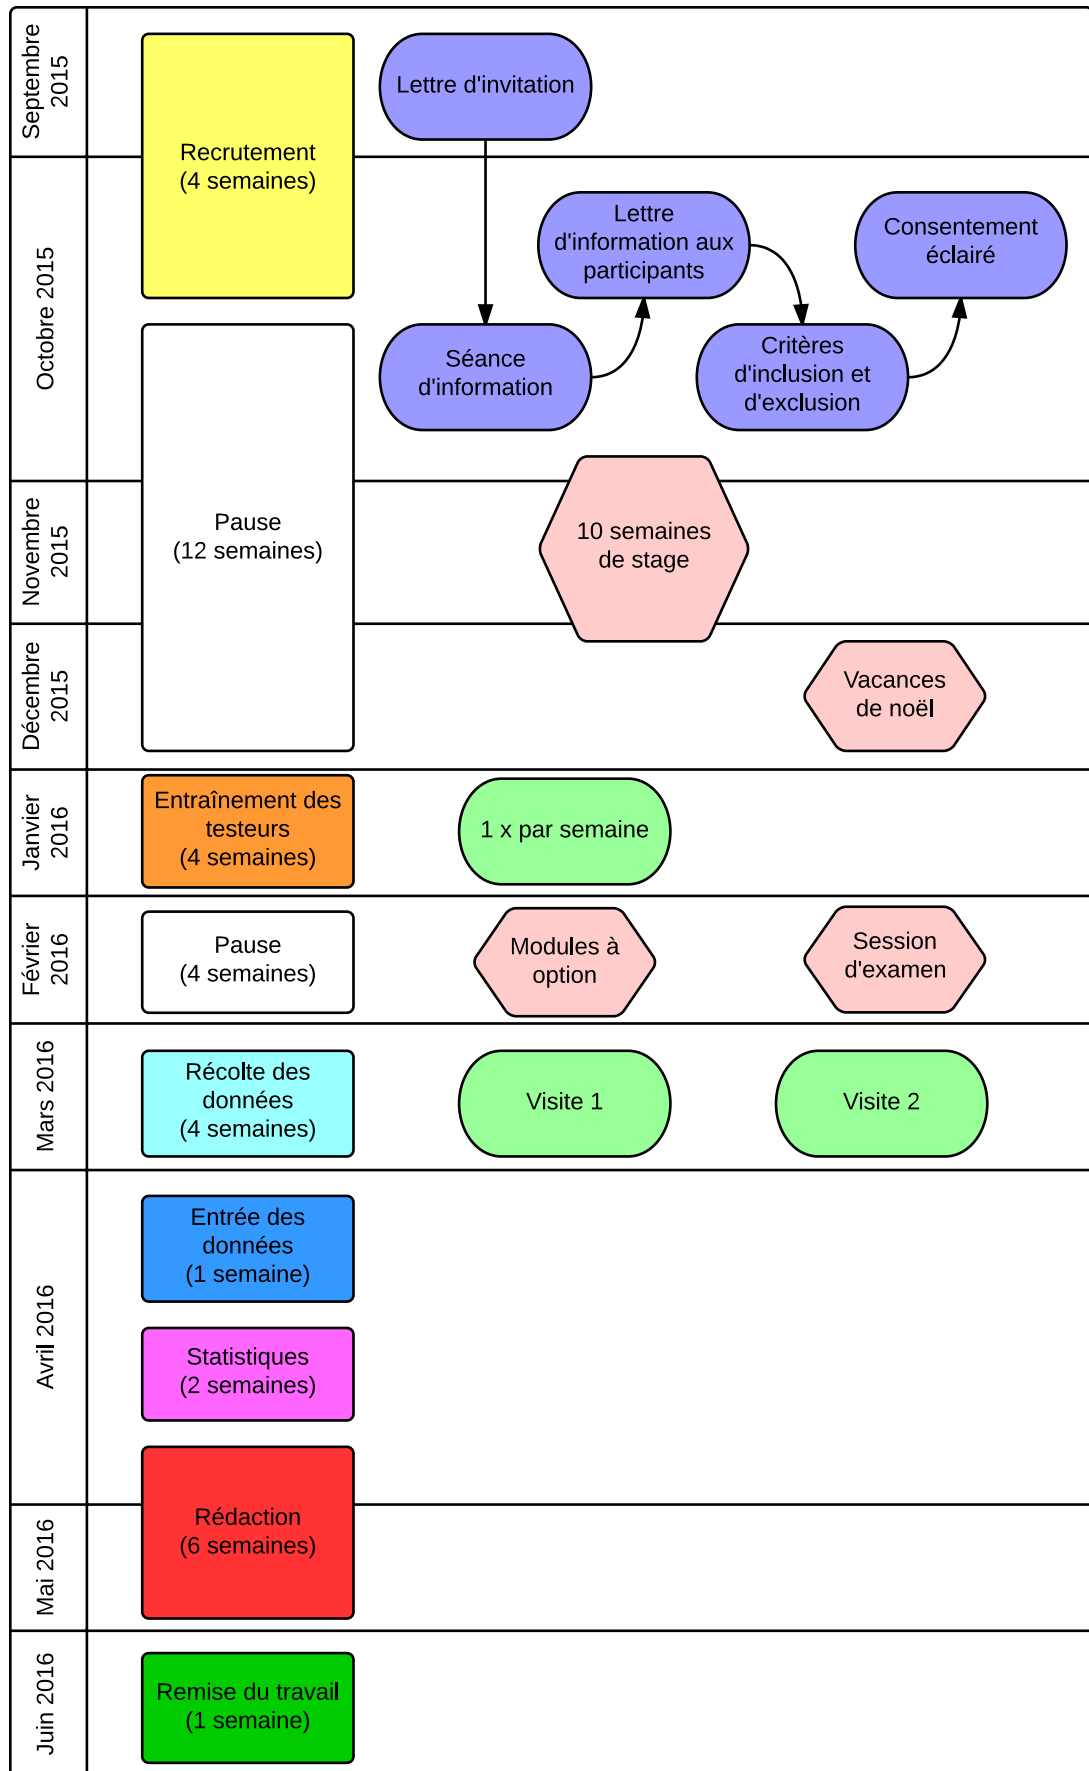 Septembre
2015
Recrutement
(4 semaines)
Lettre d'invitation
Octobre 2015
Lettre
d'information aux
participants
Consentement
éclairé
Séance
d'information
Critères
d'inclusion et
d'exclusion
Novembre
2015
Pause
(12 semaines)
10 semaines
de stage
Décembre
2015
Vacances
de noël
Janvier
2016
Entraînement des
testeurs
(4 semaines)
1 x par semaine
Février
2016
Pause
(4 semaines)
Modules à
option
Session
d'examen
Mars 2016
Récolte des
données
(4 semaines)
Visite 1
Visite 2
Avril 2016
Entrée des
données
(1 semaine)
Statistiques
(2 semaines)
Rédaction
(6 semaines)
Mai 2016
Juin 2016
Remise du travail
(1 semaine)